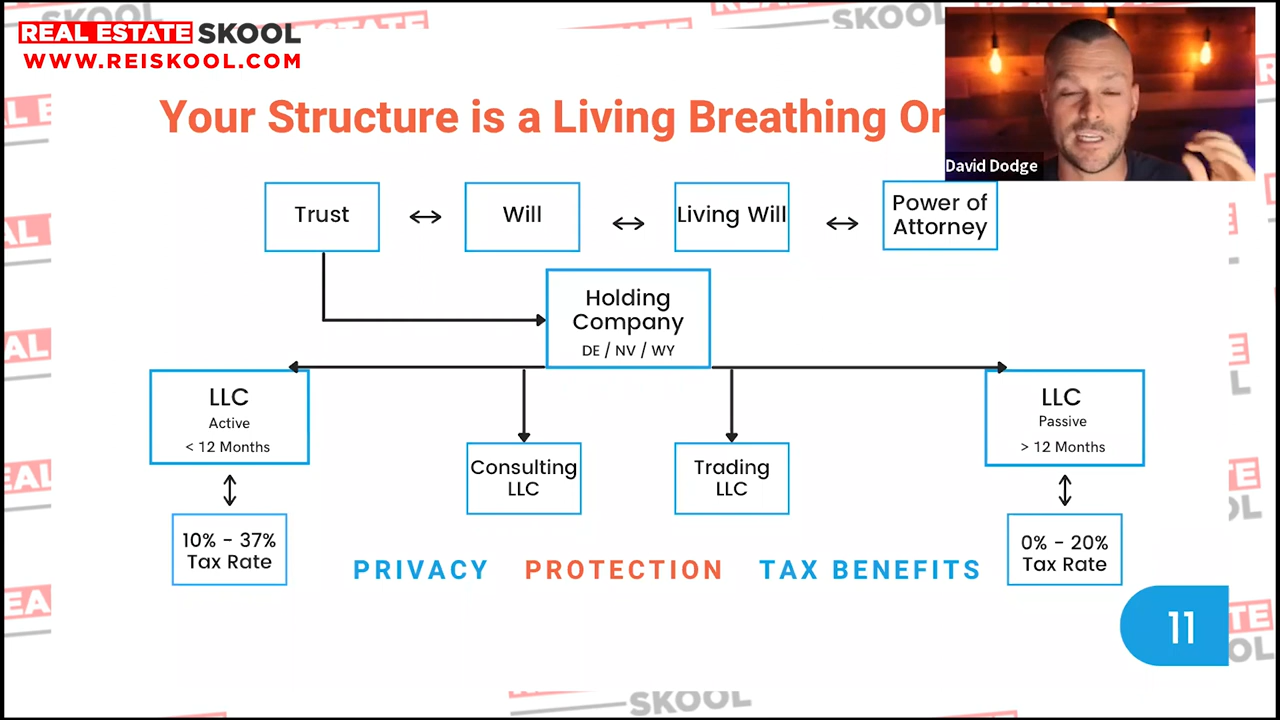 REAL ESTATE SKOOL
WWW.REISKOOL.COM
Your Structure is a Living Breathing Or
David Dodge
Trust
Will
Living Will
Power of
Attorney
Holding
Company
DE / NV / WY
LLC
Active
< 12 Months
Consulting
LLC
Trading
LLC
LLC
Passive
> 12 Months
10% - 37%
Tax Rate
0% - 20%
Tax Rate
PRIVACY PROTECTION TAX BENEFITS
11
SKOOL